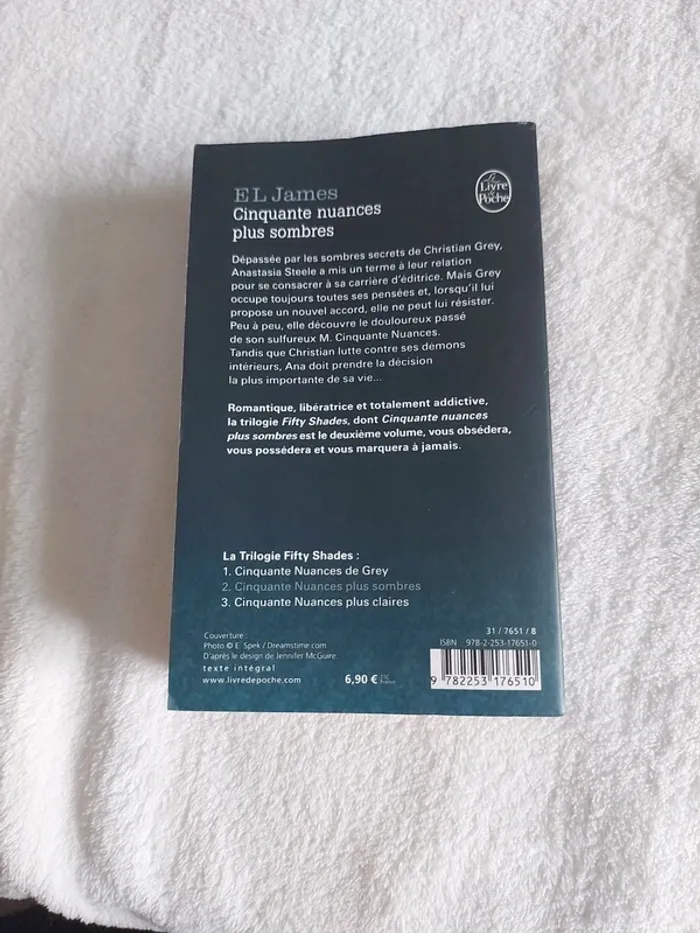 E L James
Le
Livre
de
Poche
Cinquante nuances
plus sombres
Dépassée par les sombres secrets de Christian Grey,
Anastasia Steele a mis un terme à leur relation
pour se consacrer à sa carrière d'éditrice. Mais Grey
occupe toujours toutes ses pensées et, lorsqu'il lui
propose un nouvel accord, elle ne peut lui résister.
Peu à peu, elle découvre le douloureux passé
de son sulfureux M. Cinquante Nuances.
Tandis que Christian lutte contre ses démons
intérieurs, Ana doit prendre la décision
la plus importante de sa vie...
Romantique, libératrice et totalement addictive,
la trilogie Fifty Shades, dont Cinquante nuances
plus sombres est le deuxième volume, vous obsédera,
vous possédera et vous marquera à jamais.
La Trilogie Fifty Shades :
1. Cinquante Nuances de Grey
2. Cinquante Nuances plus sombres
3. Cinquante Nuances plus claires
Couverture :
Photo © E. Spek / Dreamstime.com
D'après le design de Jennifer McGuire.
texte intégral
www.livredepoche.com
6,90 €
France
31 / 7651 / 8
ISBN 978-2-253-17651-0
9 782253 176510